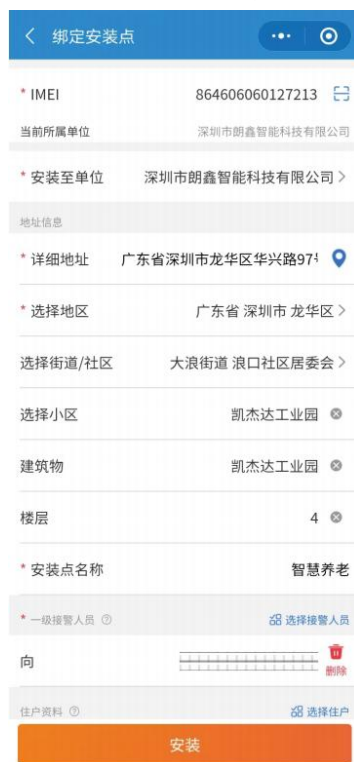 绑定安装点
* IMEI 864606060127213
当前所属单位 深圳市朗鑫智能科技有限公司
* 安装至单位 深圳市朗鑫智能科技有限公司
地址信息
* 详细地址 广东省深圳市龙华区华兴路97
* 选择地区 广东省 深圳市 龙华区
选择街道/社区 大浪街道 浪口社区居委会
选择小区 凯杰达工业园
建筑物 凯杰达工业园
楼层 4
* 安装点名称 智慧养老
* 一级接警人员 选择接警人员
向 删除
住户资料 选择住户
安装